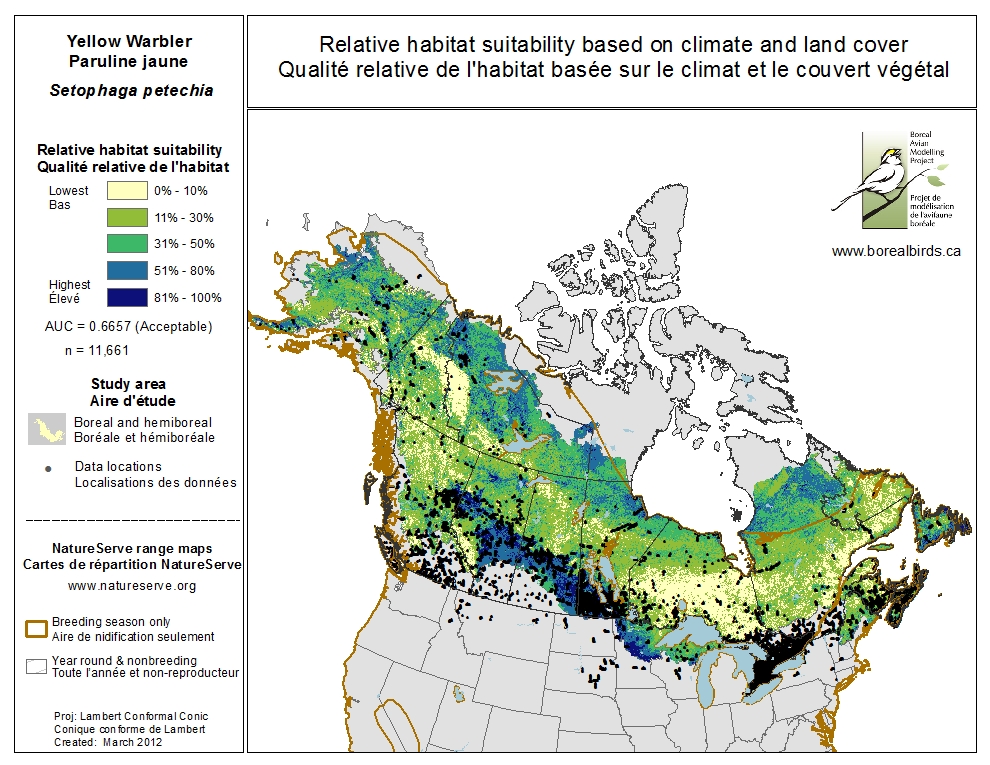 Yellow Warbler
Paruline jaune
Setophaga petechia
Relative habitat suitability
Qualité relative de l'habitat
Lowest
Bas
0% - 10%
11% - 30%
31% - 50%
51% - 80%
Highest
Élevé
81% - 100%
AUC = 0.6657 (Acceptable)
n = 11,661
Study area
Aire d'étude
Boreal and hemiboreal
Boréale et hémiboréale
Data locations
Localisations des données
NatureServe range maps
Cartes de répartition NatureServe
www.natureserve.org
Breeding season only
Aire de nidification seulement
Year round & nonbreeding
Toute l'année et non-reproducteur
Proj: Lambert Conformal Conic
Conique conforme de Lambert
Created: March 2012
Relative habitat suitability based on climate and land cover
Qualité relative de l'habitat basée sur le climat et le couvert végétal
Boreal
Avian
Modelling
Project
Projet de
modélisation
de l'avifaune
boréale
www.borealbirds.ca